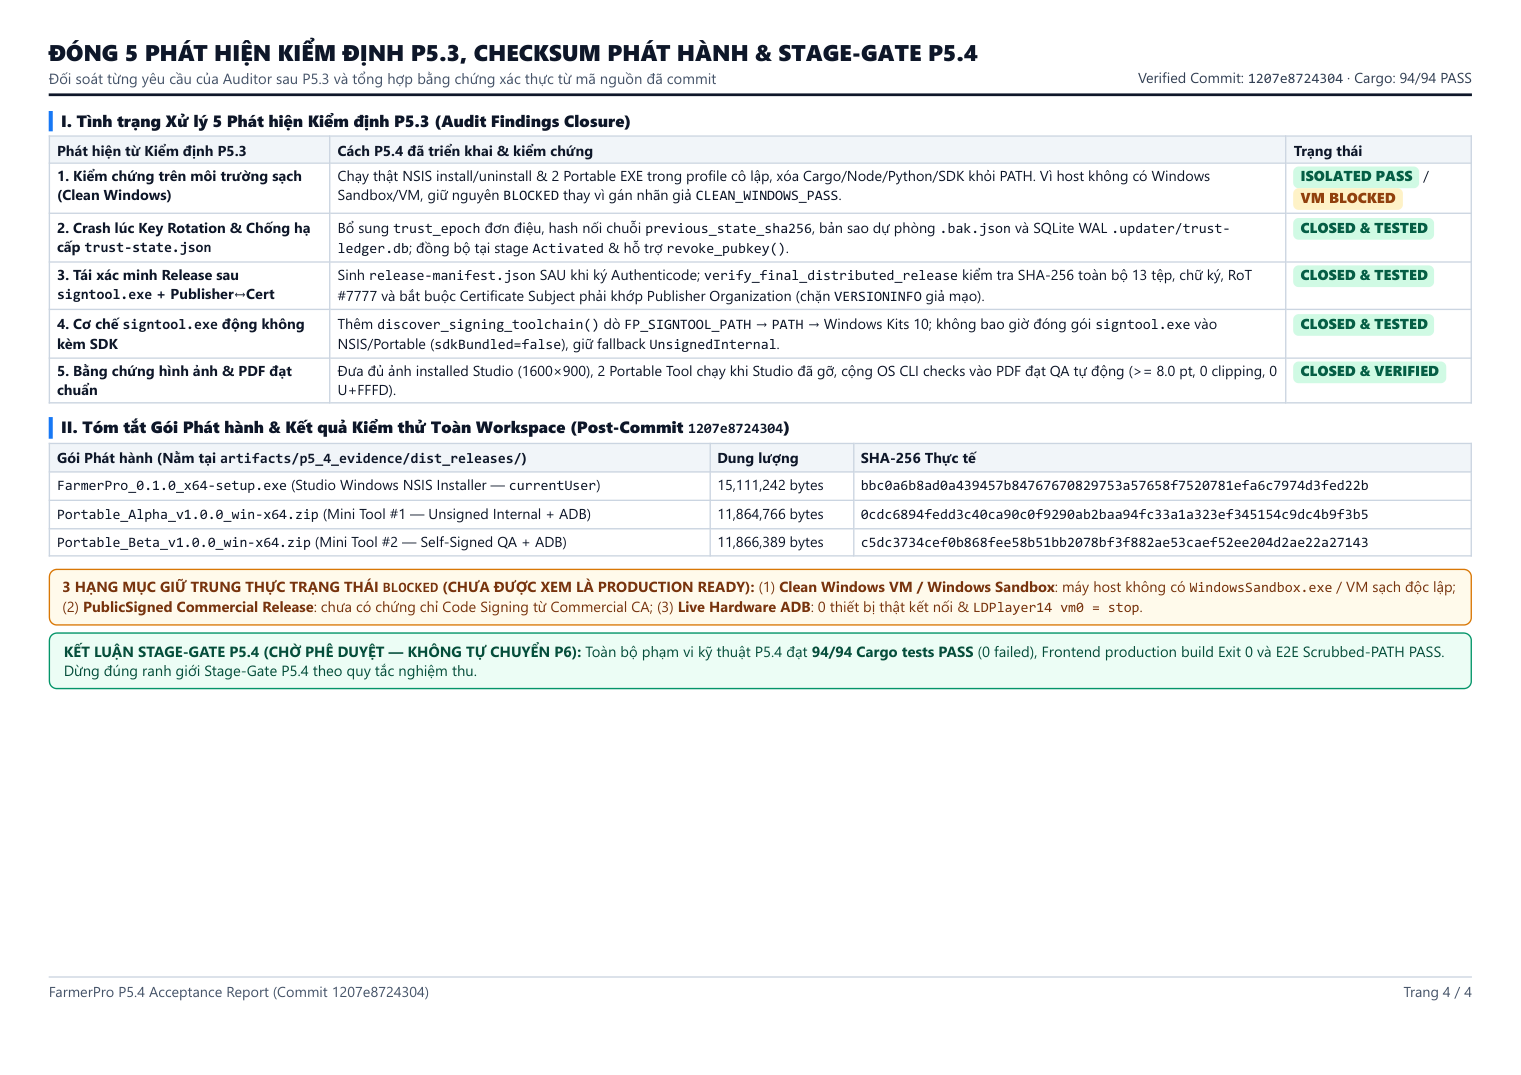 ĐÓNG 5 PHÁT HIỆN KIỂM ĐỊNH P5.3, CHECKSUM PHÁT HÀNH & STAGE-GATE P5.4
Đối soát từng yêu cầu của Auditor sau P5.3 và tổng hợp bằng chứng xác thực từ mã nguồn đã commit
Verified Commit: 1207e8724304 · Cargo: 94/94 PASS
I. Tình trạng Xử lý 5 Phát hiện Kiểm định P5.3 (Audit Findings Closure)
Phát hiện từ Kiểm định P5.3
Cách P5.4 đã triển khai & kiểm chứng
Trạng thái
1. Kiểm chứng trên môi trường sạch
(Clean Windows)
Chạy thật NSIS install/uninstall & 2 Portable EXE trong profile cô lập, xóa Cargo/Node/Python/SDK khỏi PATH. Vì host không có Windows
Sandbox/VM, giữ nguyên BLOCKED thay vì gán nhãn giả CLEAN_WINDOWS_PASS.
ISOLATED PASS /
VM BLOCKED
2. Crash lúc Key Rotation & Chống hạ
cấp trust-state.json
Bổ sung trust_epoch đơn điệu, hash nối chuỗi previous_state_sha256, bản sao dự phòng .bak.json và SQLite WAL .updater/trust-
ledger.db; đồng bộ tại stage Activated & hỗ trợ revoke_pubkey().
CLOSED & TESTED
3. Tái xác minh Release sau
signtool.exe + Publisher↔Cert
Sinh release-manifest.json SAU khi ký Authenticode; verify_final_distributed_release kiểm tra SHA-256 toàn bộ 13 tệp, chữ ký, RoT
#7777 và bắt buộc Certificate Subject phải khớp Publisher Organization (chặn VERSIONINFO giả mạo).
CLOSED & TESTED
4. Cơ chế signtool.exe động không
kèm SDK
Thêm discover_signing_toolchain() dò FP_SIGNTOOL_PATH → PATH → Windows Kits 10; không bao giờ đóng gói signtool.exe vào
NSIS/Portable (sdkBundled=false), giữ fallback UnsignedInternal.
CLOSED & TESTED
5. Bằng chứng hình ảnh & PDF đạt
chuẩn
Đưa đủ ảnh installed Studio (1600×900), 2 Portable Tool chạy khi Studio đã gỡ, cộng OS CLI checks vào PDF đạt QA tự động (>= 8.0 pt, 0 clipping, 0
U+FFFD).
CLOSED & VERIFIED
II. Tóm tắt Gói Phát hành & Kết quả Kiểm thử Toàn Workspace (Post-Commit 1207e8724304)
Gói Phát hành (Nằm tại artifacts/p5_4_evidence/dist_releases/)
Dung lượng
SHA-256 Thực tế
FarmerPro_0.1.0_x64-setup.exe (Studio Windows NSIS Installer — currentUser)
15,111,242 bytes
bbc0a6b8ad0a439457b84767670829753a57658f7520781efa6c7974d3fed22b
Portable_Alpha_v1.0.0_win-x64.zip (Mini Tool #1 — Unsigned Internal + ADB)
11,864,766 bytes
0cdc6894fedd3c40ca90c0f9290ab2baa94fc33a1a323ef345154c9dc4b9f3b5
Portable_Beta_v1.0.0_win-x64.zip (Mini Tool #2 — Self-Signed QA + ADB)
11,866,389 bytes
c5dc3734cef0b868fee58b51bb2078bf3f882ae53caef52ee204d2ae22a27143
3 HẠNG MỤC GIỮ TRUNG THỰC TRẠNG THÁI BLOCKED (CHƯA ĐƯỢC XEM LÀ PRODUCTION READY): (1) Clean Windows VM / Windows Sandbox: máy host không có WindowsSandbox.exe / VM sạch độc lập;
(2) PublicSigned Commercial Release: chưa có chứng chỉ Code Signing từ Commercial CA; (3) Live Hardware ADB: 0 thiết bị thật kết nối & LDPlayer14 vm0 = stop.
KẾT LUẬN STAGE-GATE P5.4 (CHỜ PHÊ DUYỆT — KHÔNG TỰ CHUYỂN P6): Toàn bộ phạm vi kỹ thuật P5.4 đạt 94/94 Cargo tests PASS (0 failed), Frontend production build Exit 0 và E2E Scrubbed-PATH PASS.
Dừng đúng ranh giới Stage-Gate P5.4 theo quy tắc nghiệm thu.
FarmerPro P5.4 Acceptance Report (Commit 1207e8724304)
Trang 4 / 4